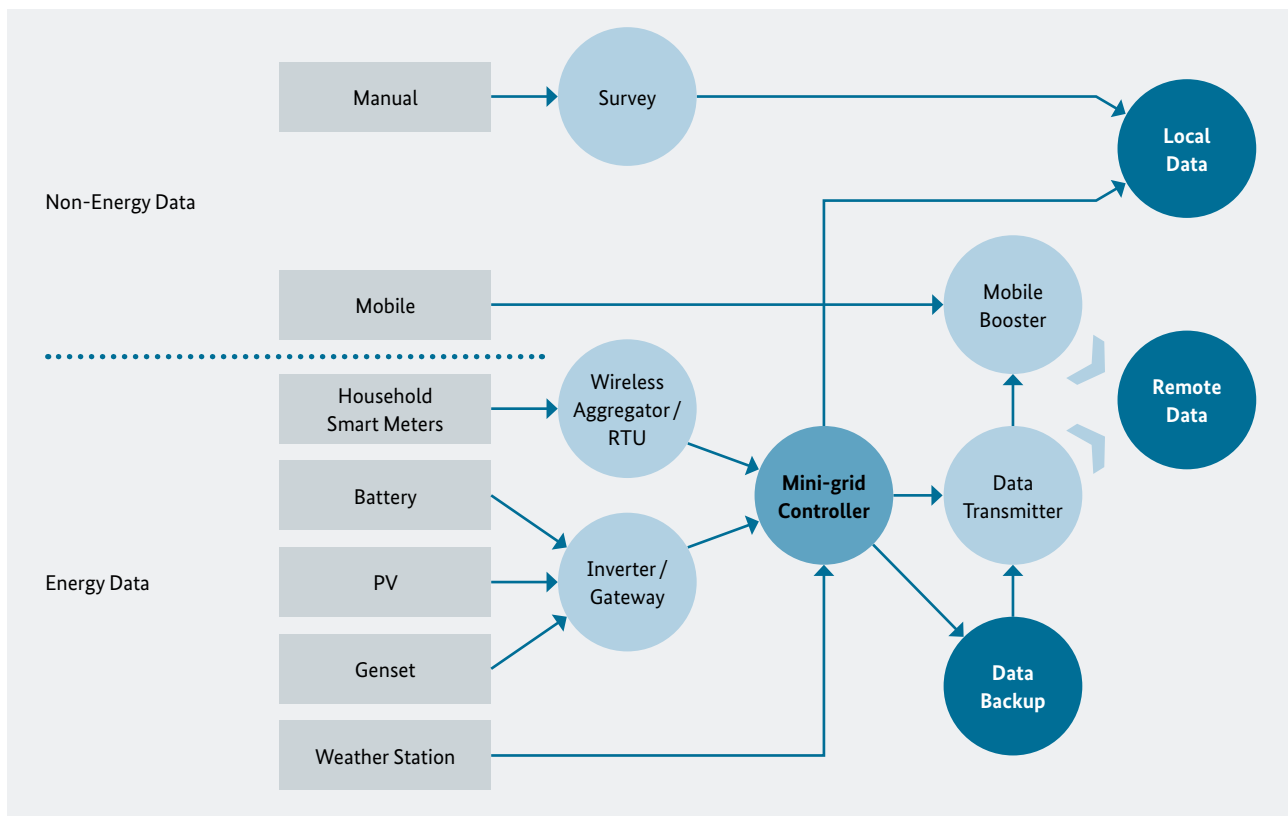 Manual
Survey
Local
Data
Non-Energy Data
Mobile
Mobile
Booster
Household
Smart Meters
Wireless
Aggregator /
RTU
Remote
Data
Battery
Mini-grid
Controller
Data
Transmitter
Energy Data
PV
Inverter /
Gateway
Genset
Data
Backup
Weather Station